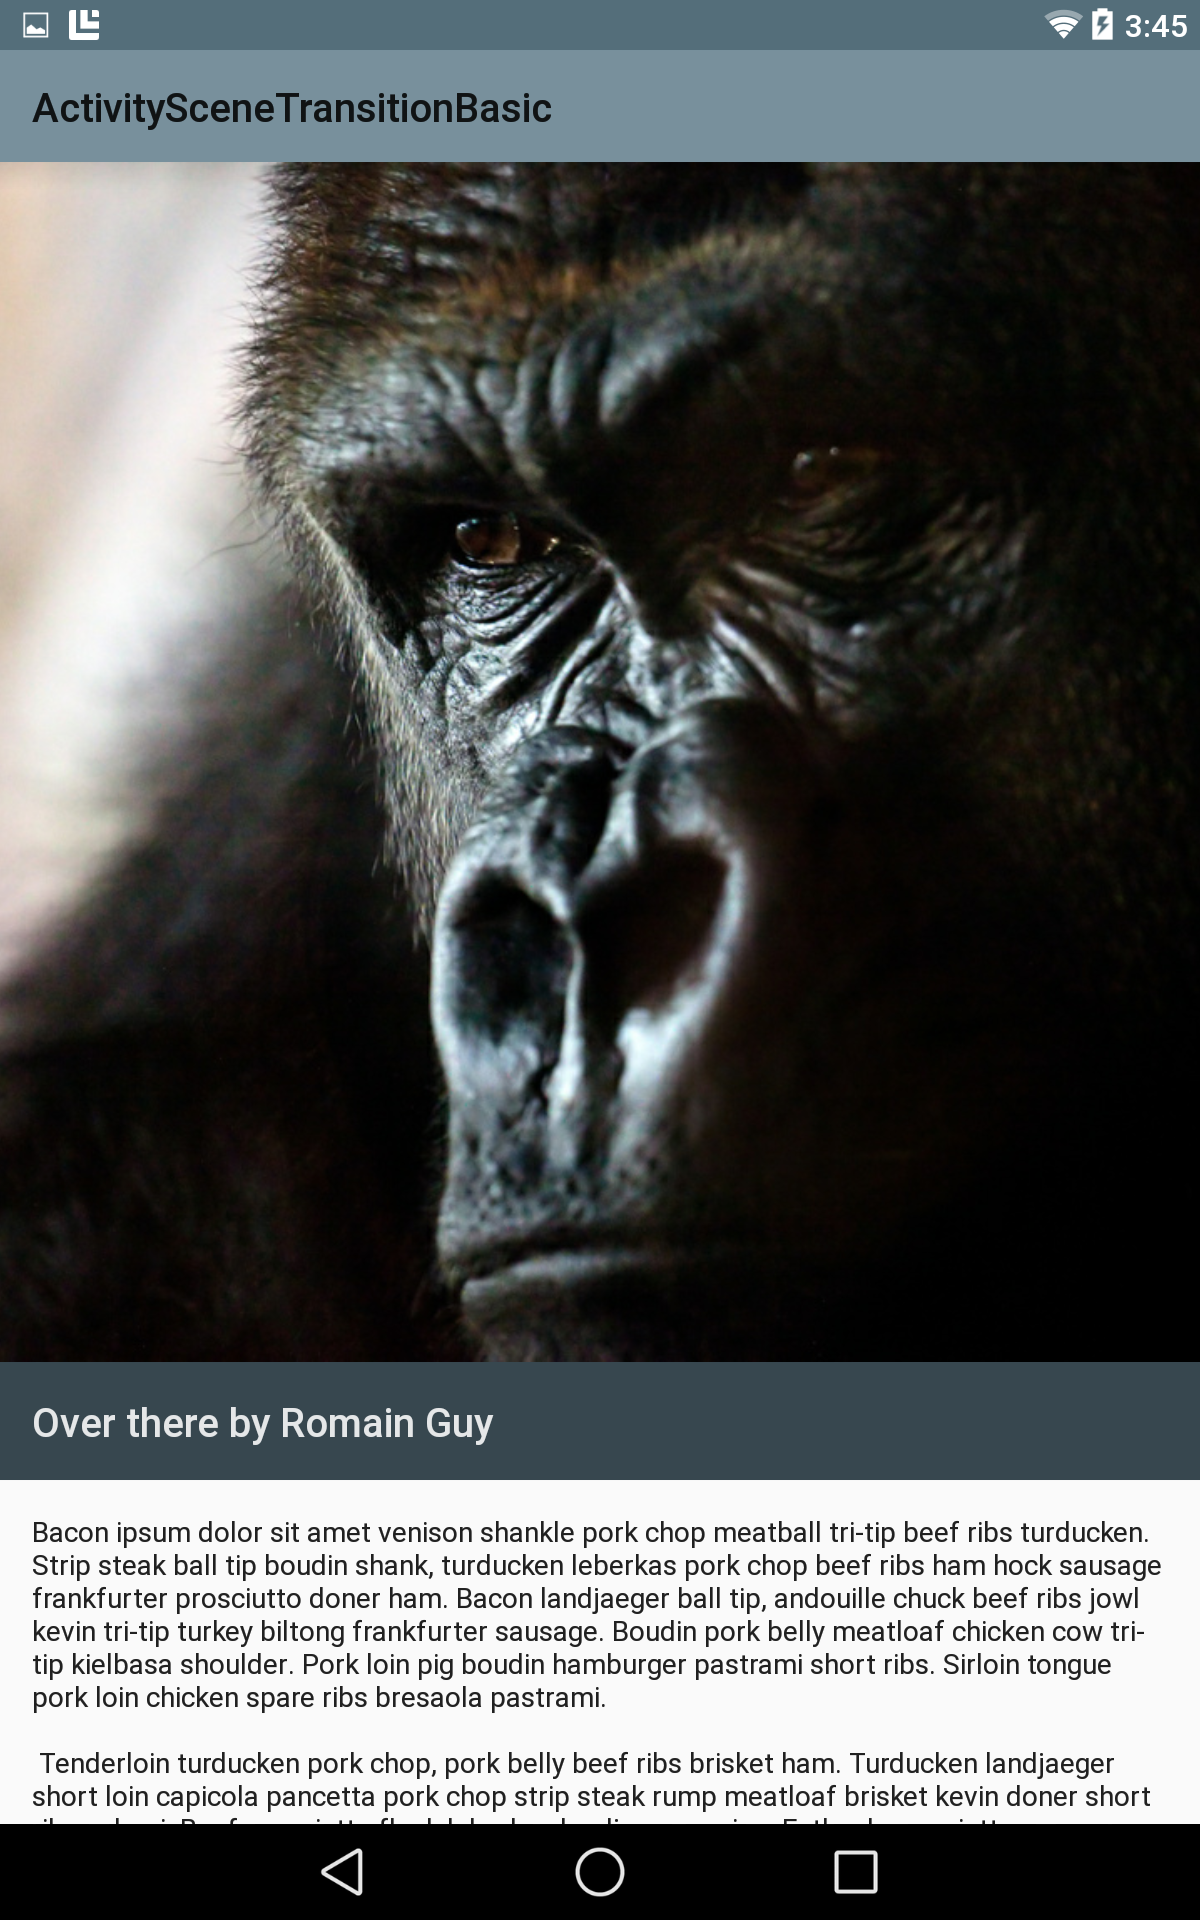 3:45
ActivitySceneTransitionBasic
Over there by Romain Guy
Bacon ipsum dolor sit amet venison shankle pork chop meatball tri-tip beef ribs turducken.
Strip steak ball tip boudin shank, turducken leberkas pork chop beef ribs ham hock sausage
frankfurter prosciutto doner ham. Bacon landjaeger ball tip, andouille chuck beef ribs jowl
kevin tri-tip turkey biltong frankfurter sausage. Boudin pork belly meatloaf chicken cow tri-
tip kielbasa shoulder. Pork loin pig boudin hamburger pastrami short ribs. Sirloin tongue
pork loin chicken spare ribs bresaola pastrami.
Tenderloin turducken pork chop, pork belly beef ribs brisket ham. Turducken landjaeger
short loin capicola pancetta pork chop strip steak rump meatloaf brisket kevin doner short